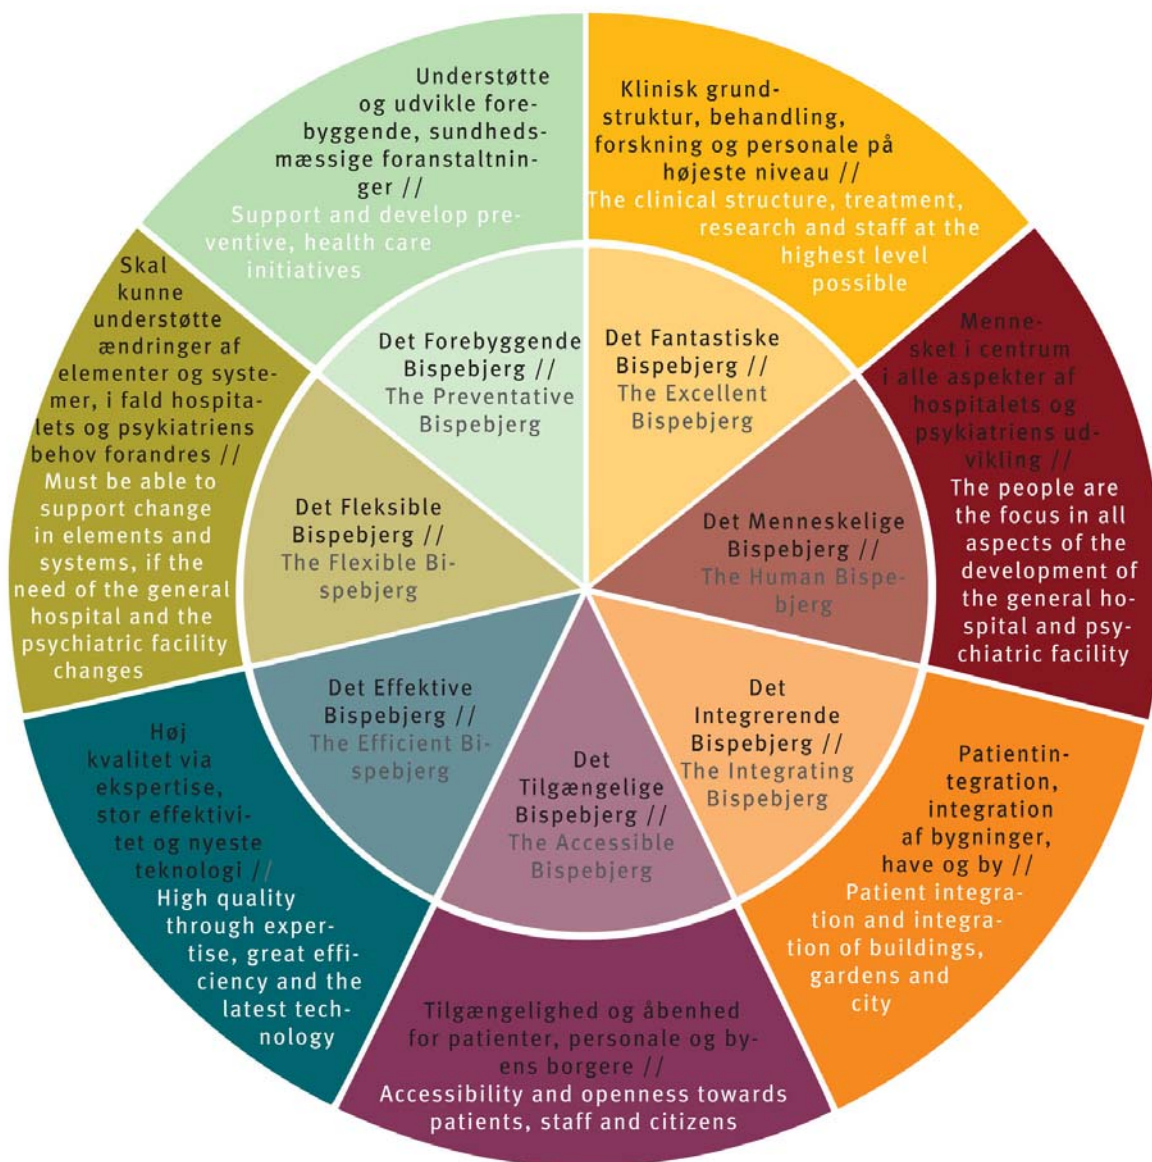 Understøtte
og udvikle fore-
byggende, sundheds-
mæssige foranstaltnin-
ger //
Support and develop pre-
ventive, health care
initiatives
Klinisk grund-
struktur, behandling,
forskning og personale på
højeste niveau //
The clinical structure, treatment,
research and staff at the
highest level
possible
Menne-
sket i centrum
i alle aspekter af
hospitalets og
psykiatriens ud-
vikling //
The people are
the focus in all
aspects of the
development of
the general ho-
spital and psy-
chiatric facility
Patientin-
tegration,
integration
af bygninger,
have og by //
Patient integra-
tion and integra-
tion of buildings,
gardens and
city
Tilgængelighed og åbenhed
for patienter, personale og by-
ens borgere //
Accessibility and openness towards
patients, staff and citizens
Høj
kvalitet via
ekspertise,
stor effektivi-
tet og nyeste
teknologi //
High quality
through exper-
tise, great effi-
ciency and the
latest tech-
nology
Skal
kunne
understøtte
ændringer af
elementer og syste-
mer, i fald hospita-
lets og psykiatriens
behov forandres //
Must be able to
support change
in elements and
systems, if the
need of the general
hospital and the
psychiatric facility
changes
Det Forebyggende
Bispebjerg //
The Preventative
Bispebjerg
Det Fantastiske
Bispebjerg //
The Excellent
Bispebjerg
Det Menneskelige
Bispebjerg //
The Human Bispe-
bjerg
Det
Integrerende
Bispebjerg //
The Integrating
Bispebjerg
Det
Tilgængelige
Bispebjerg //
The Accessible
Bispebjerg
Det Effektive
Bispebjerg //
The Efficient Bi-
spebjerg
Det Fleksible
Bispebjerg //
The Flexible Bi-
spebjerg